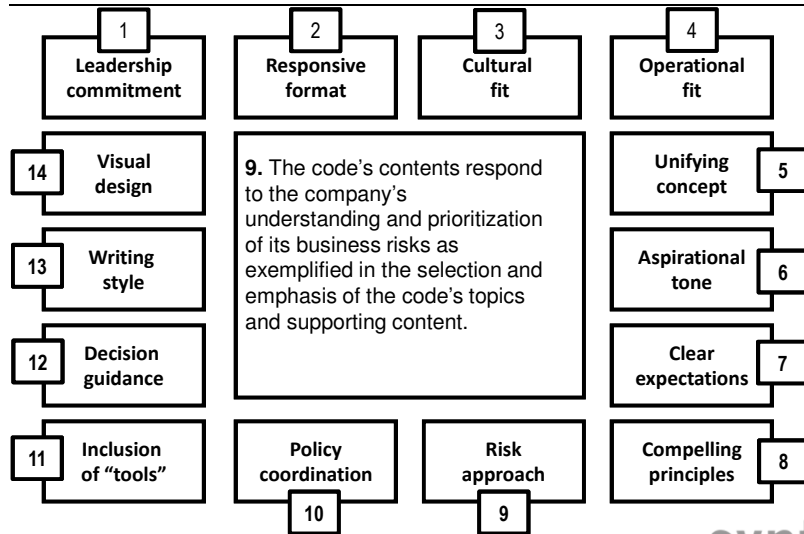 1
Leadership
commitment
2
Responsive
format
3
Cultural
fit
4
Operational
fit
14
Visual
design
9. The code’s contents respond
to the company’s
understanding and prioritization
of its business risks as
exemplified in the selection and
emphasis of the code’s topics
and supporting content.
Unifying
concept
5
13
Writing
style
Aspirational
tone
6
12
Decision
guidance
Clear
expectations
7
11
Inclusion
of “tools”
Policy
coordination
10
Risk
approach
9
Compelling
principles
8